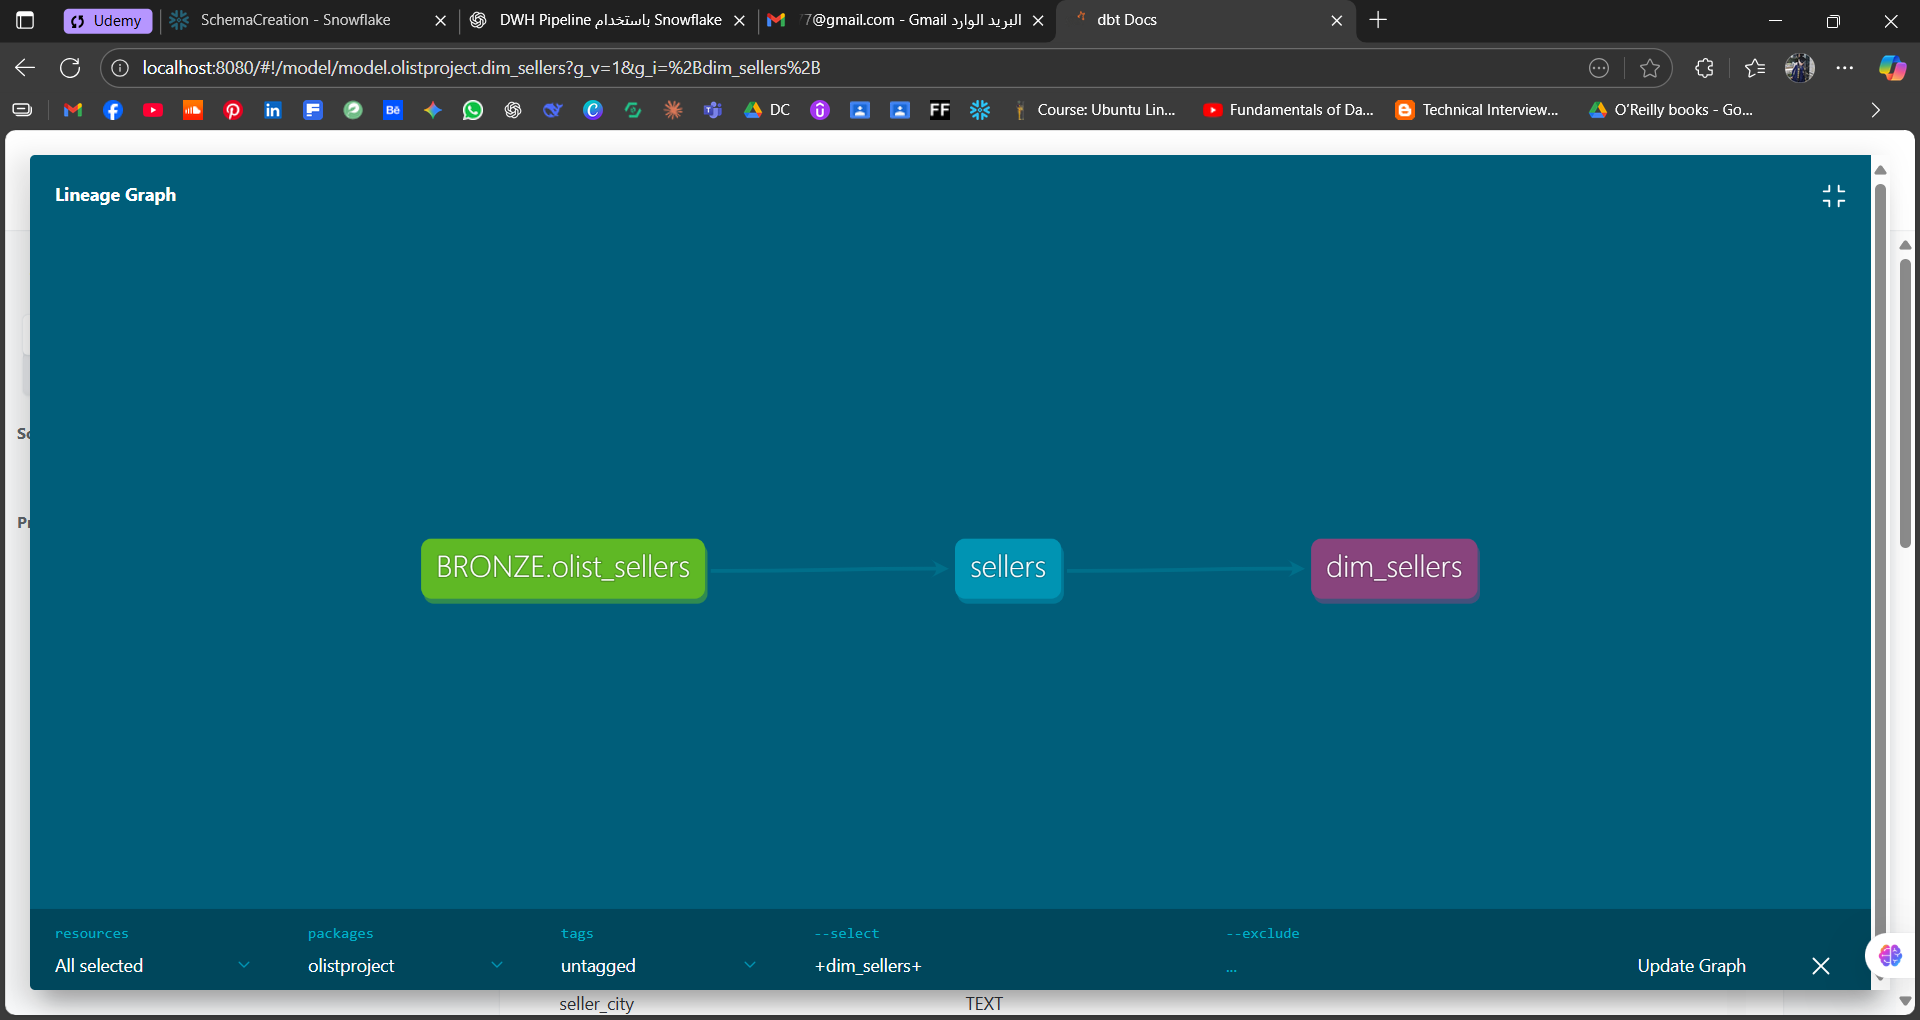 Udemy
SchemaCreation - Snowflake
DWH Pipeline باستخدام Snowflake
7@gmail.com - Gmail البريد الوارد
dbt Docs
localhost:8080/#!/model/model.olistproject.dim_sellers?g_v=1&g_i=%2Bdim_sellers%2B
DC
Course: Ubuntu Lin...
Fundamentals of Da...
Technical Interview...
O'Reilly books - Go...
Lineage Graph
BRONZE.olist_sellers
sellers
dim_sellers
resources
packages
tags
--select
--exclude
All selected
olistproject
untagged
+dim_sellers+
...
Update Graph
seller_city
TEXT